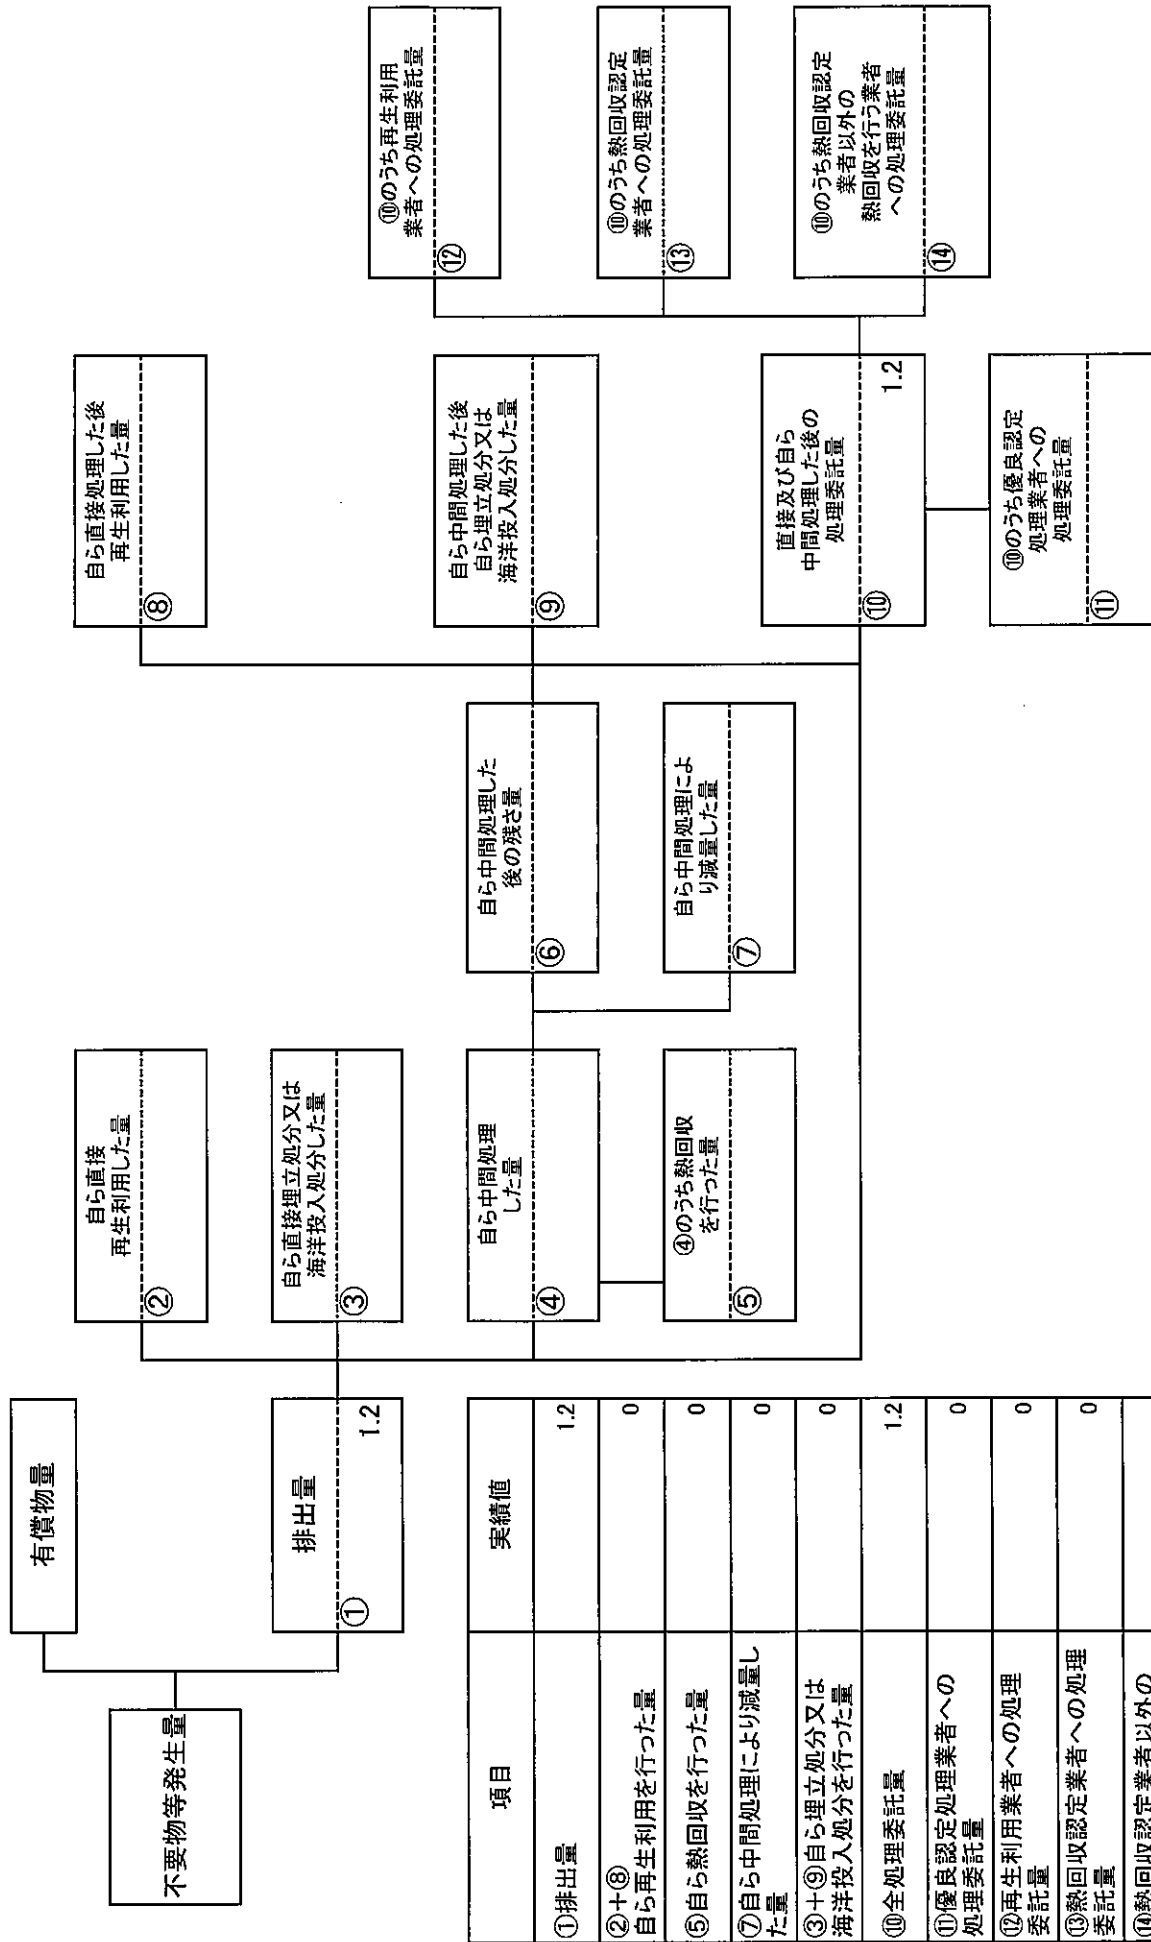 不要物等発生量
有償物量
排出量
①
1.2
自ら直接
再生利用した量
②
自ら直接埋立処分又は
海洋投入処分した量
③
自ら中間処理
した量
④
④のうち熱回収
を行った量
⑤
自ら中間処理した
後の残さ量
⑥
自ら中間処理によ
り減量した量
⑦
自ら直接処理した後
再生利用した量
⑧
自ら中間処理した後
自ら埋立処分又は
海洋投入処分した量
⑨
直接及び自ら
中間処理した後の
処理委託量
⑩
1.2
⑩のうち優良認定
処理業者への
処理委託量
⑪
⑩のうち再生利用
業者への処理委託量
⑫
⑩のうち熱回収認定
業者への処理委託量
⑬
⑩のうち熱回収認定
業者以外の
熱回収を行う業者
への処理委託量
⑭
項目 実績値
①排出量 1.2
②+⑧
自ら再生利用を行った量 0
⑤自ら熱回収を行った量 0
⑦自ら中間処理により減量し
た量 0
③+⑨自ら埋立処分又は
海洋投入処分を行った量 0
⑩全処理委託量 1.2
⑪優良認定処理業者への
処理委託量 0
⑫再生利用業者への処理
委託量 0
⑬熱回収認定業者への処理
委託量 0
⑭熱回収認定業者以外の